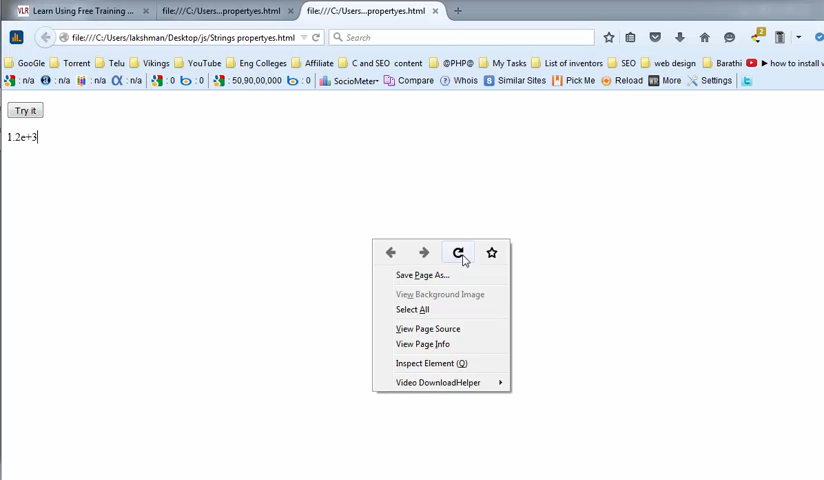 VLR Learn Using Free Training ... × file:///C:/Users...propertyes.html × file:///C:/Users...propertyes.html × +
file:///C:/Users/lakshman/Desktop/js/Strings propertyes.html Search 2
GooGle Torrent Telu Vikings YouTube Eng Colleges Affiliate C and SEO content @PHP@ My Tasks List of inventors SEO web design Barathi how to install w
: n/a : n/a : n/a : n/a : 0 : 0 : 50,90,00,000 : 0 SocioMeter Compare Whois Similar Sites Pick Me Reload RAM: Settings
Try it
1.2e+3
Save Page As...
View Background Image
Select All
View Page Source
View Page Info
Inspect Element (Q)
Video DownloadHelper